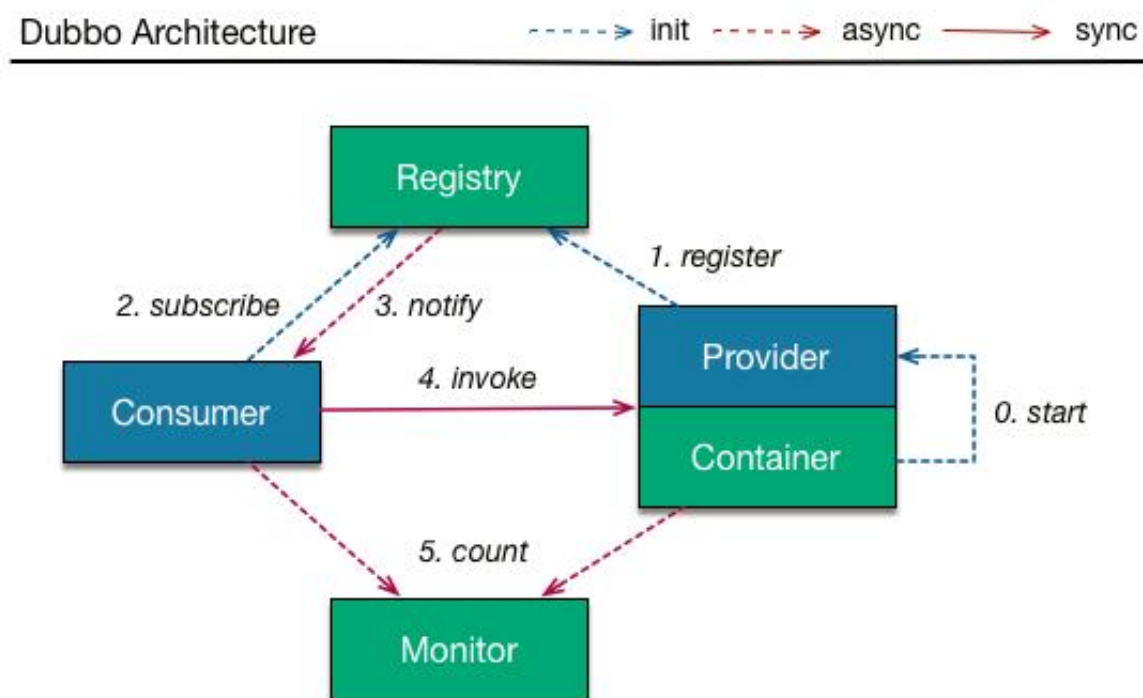 Dubbo Architecture
init
async
sync
Registry
1. register
2. subscribe
3. notify
Provider
4. invoke
Consumer
0. start
Container
5. count
Monitor